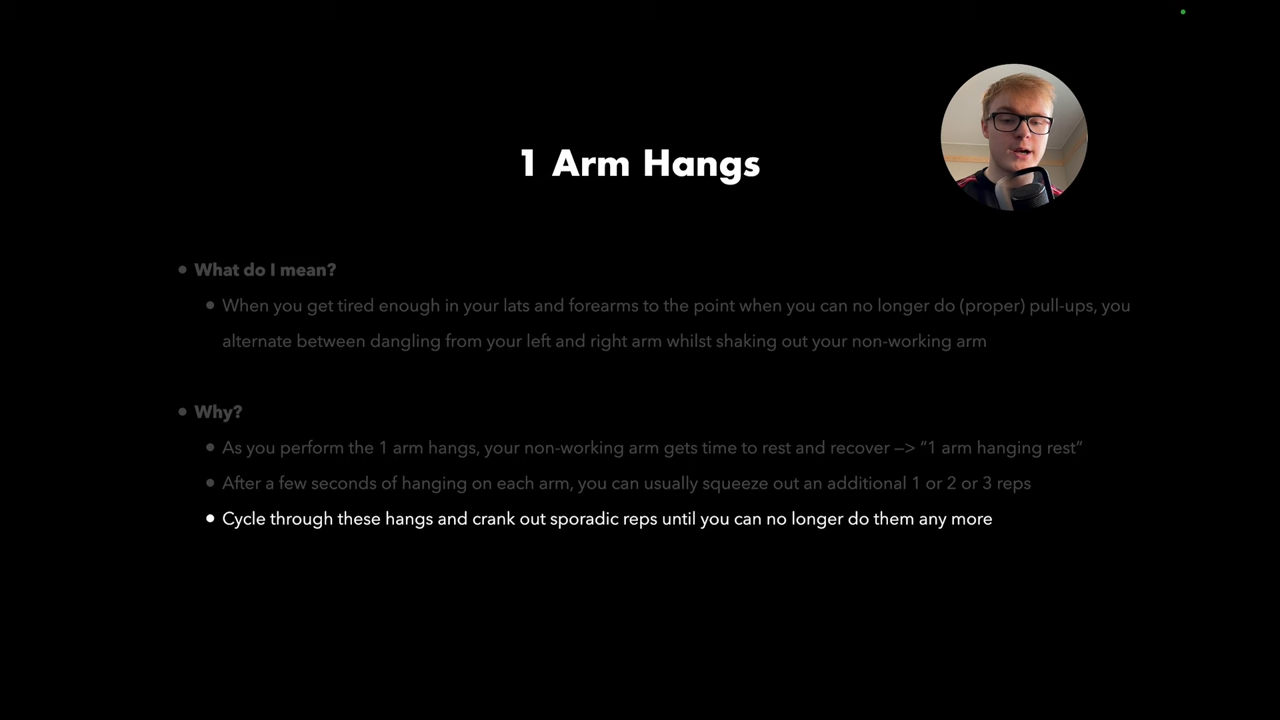 1 Arm Hangs
• What do I mean?
• When you get tired enough in your lats and forearms to the point when you can no longer do (proper) pull-ups, you
alternate between dangling from your left and right arm whilst shaking out your non-working arm
• Why?
• As you perform the 1 arm hangs, your non-working arm gets time to rest and recover —> “1 arm hanging rest”
• After a few seconds of hanging on each arm, you can usually squeeze out an additional 1 or 2 or 3 reps
• Cycle through these hangs and crank out sporadic reps until you can no longer do them any more